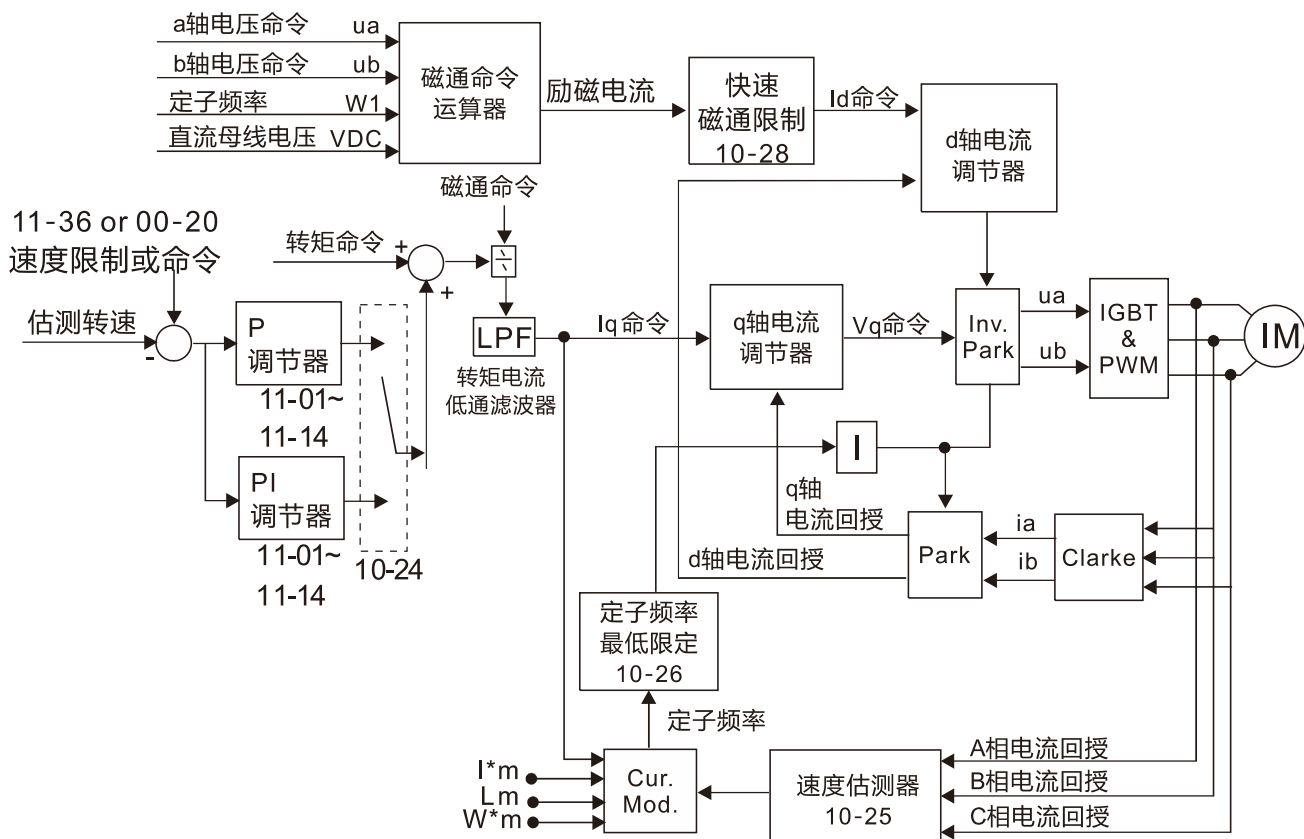 a轴电压命令 ua
b轴电压命令 ub
定子频率 W1
直流母线电压 VDC
磁通命令
运算器
励磁电流
快速
磁通限制
10-28
Id命令
d轴电流
调节器
磁通命令
11-36 or 00-20
速度限制或命令
转矩命令
+
+
估测转速
-
P
调节器
11-01~
11-14
PI
调节器
11-01~
11-14
10-24
LPF
转矩电流
低通滤波器
Iq命令
q轴电流
调节器
Vq命令
Inv.
Park
ua
ub
IGBT
&
PWM
IM
I
q轴
电流回授
d轴电流回授
Park
ia
ib
Clarke
定子频率
最低限定
10-26
定子频率
I*m
Lm
W*m
Cur.
Mod.
速度估测器
10-25
A相电流回授
B相电流回授
C相电流回授